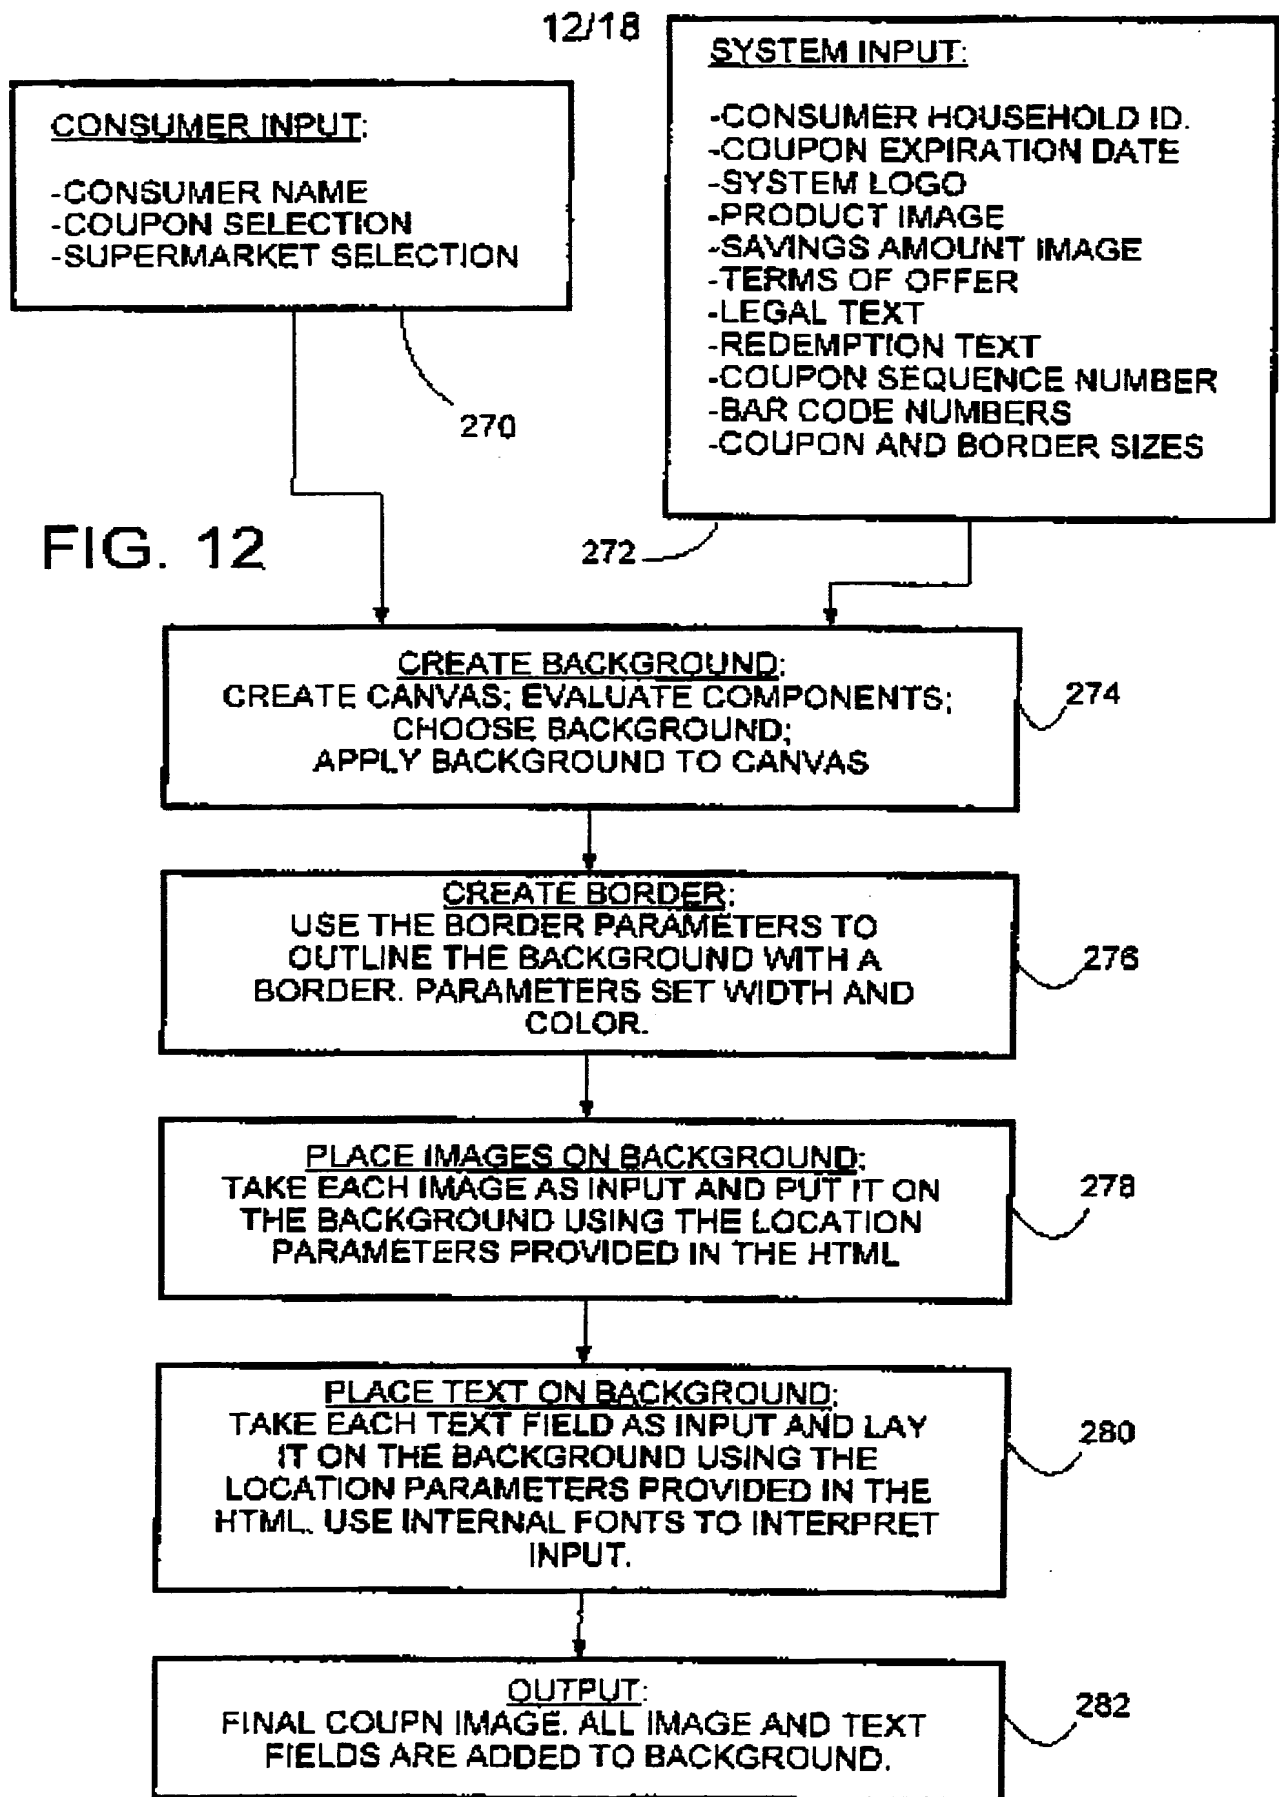 12/18
CONSUMER INPUT:
-CONSUMER NAME
-COUPON SELECTION
-SUPERMARKET SELECTION
270
SYSTEM INPUT:
-CONSUMER HOUSEHOLD ID.
-COUPON EXPIRATION DATE
-SYSTEM LOGO
-PRODUCT IMAGE
-SAVINGS AMOUNT IMAGE
-TERMS OF OFFER
-LEGAL TEXT
-REDEMPTION TEXT
-COUPON SEQUENCE NUMBER
-BAR CODE NUMBERS
-COUPON AND BORDER SIZES
272
FIG. 12
CREATE BACKGROUND:
CREATE CANVAS; EVALUATE COMPONENTS;
CHOOSE BACKGROUND;
APPLY BACKGROUND TO CANVAS
274
CREATE BORDER:
USE THE BORDER PARAMETERS TO
OUTLINE THE BACKGROUND WITH A
BORDER. PARAMETERS SET WIDTH AND
COLOR.
276
PLACE IMAGES ON BACKGROUND:
TAKE EACH IMAGE AS INPUT AND PUT IT ON
THE BACKGROUND USING THE LOCATION
PARAMETERS PROVIDED IN THE HTML
278
PLACE TEXT ON BACKGROUND:
TAKE EACH TEXT FIELD AS INPUT AND LAY
IT ON THE BACKGROUND USING THE
LOCATION PARAMETERS PROVIDED IN THE
HTML. USE INTERNAL FONTS TO INTERPRET
INPUT.
280
OUTPUT:
FINAL COUPN IMAGE. ALL IMAGE AND TEXT
FIELDS ARE ADDED TO BACKGROUND.
282